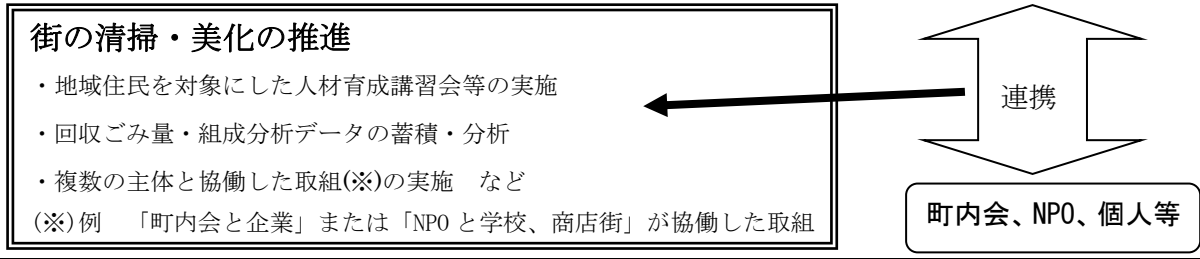 街の清掃・美化の推進
・地域住民を対象にした人材育成講習会等の実施
・回収ごみ量・組成分析データの蓄積・分析
・複数の主体と協働した取組(※)の実施　など
(※)例　「町内会と企業」または「NPOと学校、商店街」が協働した取組
連携
町内会、NPO、個人等